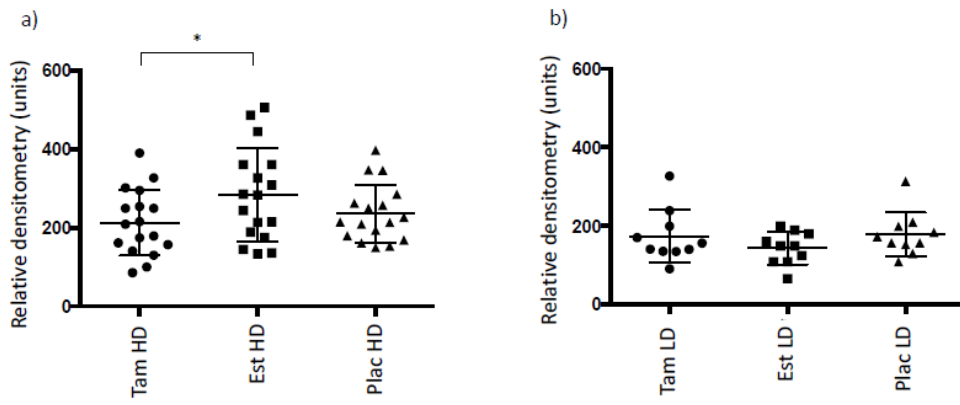 a)
*
Relative densitometry (units)
600
400
200
0
Tam HD
Est HD
Plac HD
b)
Relative densitometry (units)
600
400
200
0
Tam LD
Est LD
Plac LD